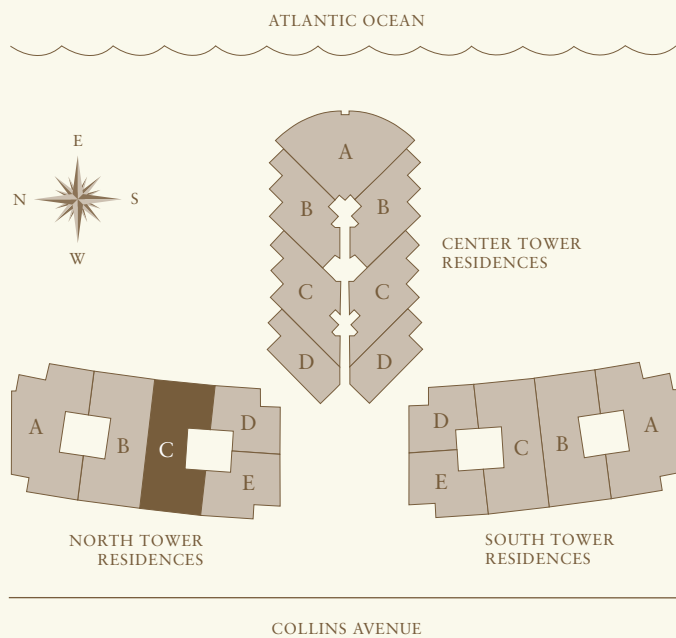 ATLANTIC OCEAN
E
N
S
W
A
B
B
CENTER TOWER
RESIDENCES
C
C
D
D
A
B
C
D
E
D
E
C
B
A
NORTH TOWER
RESIDENCES
SOUTH TOWER
RESIDENCES
COLLINS AVENUE